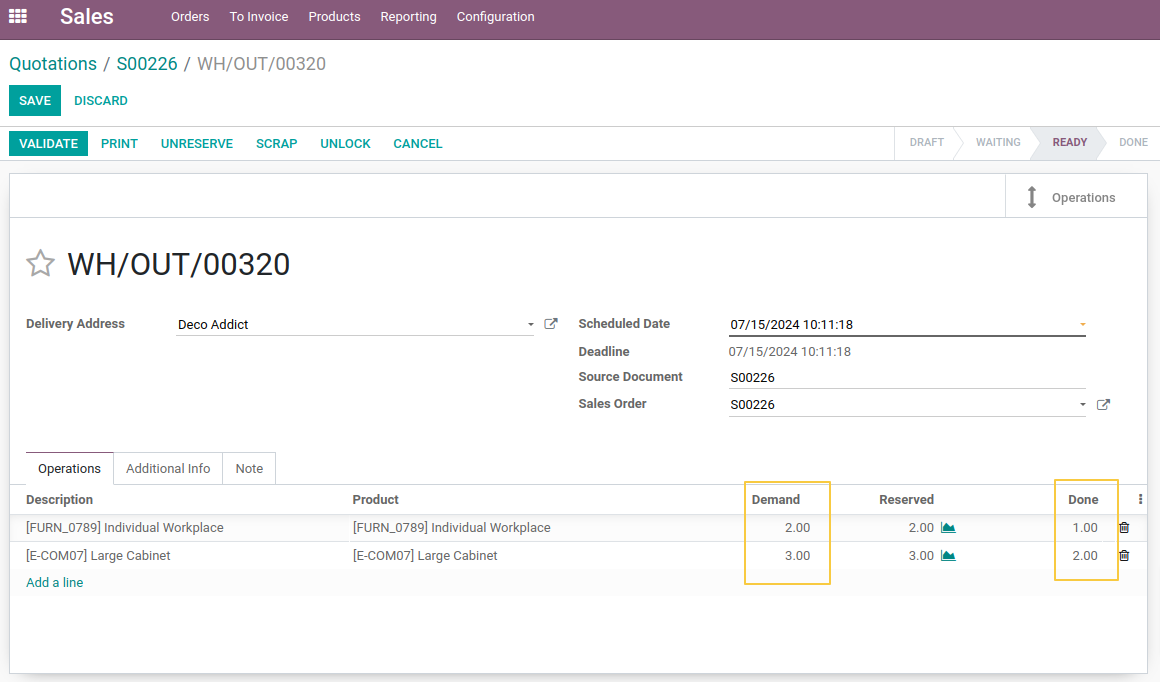 Sales Orders To Invoice Products Reporting Configuration
Quotations / S00226 / WH/OUT/00320
SAVE DISCARD
VALIDATE PRINT UNRESERVE SCRAP UNLOCK CANCEL DRAFT WAITING READY DONE
Operations
WH/OUT/00320
Delivery Address Deco Addict Scheduled Date 07/15/2024 10:11:18
Deadline 07/15/2024 10:11:18
Source Document S00226
Sales Order S00226
Operations Additional Info Note
Description Product Demand Reserved Done
[FURN_0789] Individual Workplace [FURN_0789] Individual Workplace 2.00 2.00 1.00
[E-COM07] Large Cabinet [E-COM07] Large Cabinet 3.00 3.00 2.00
Add a line